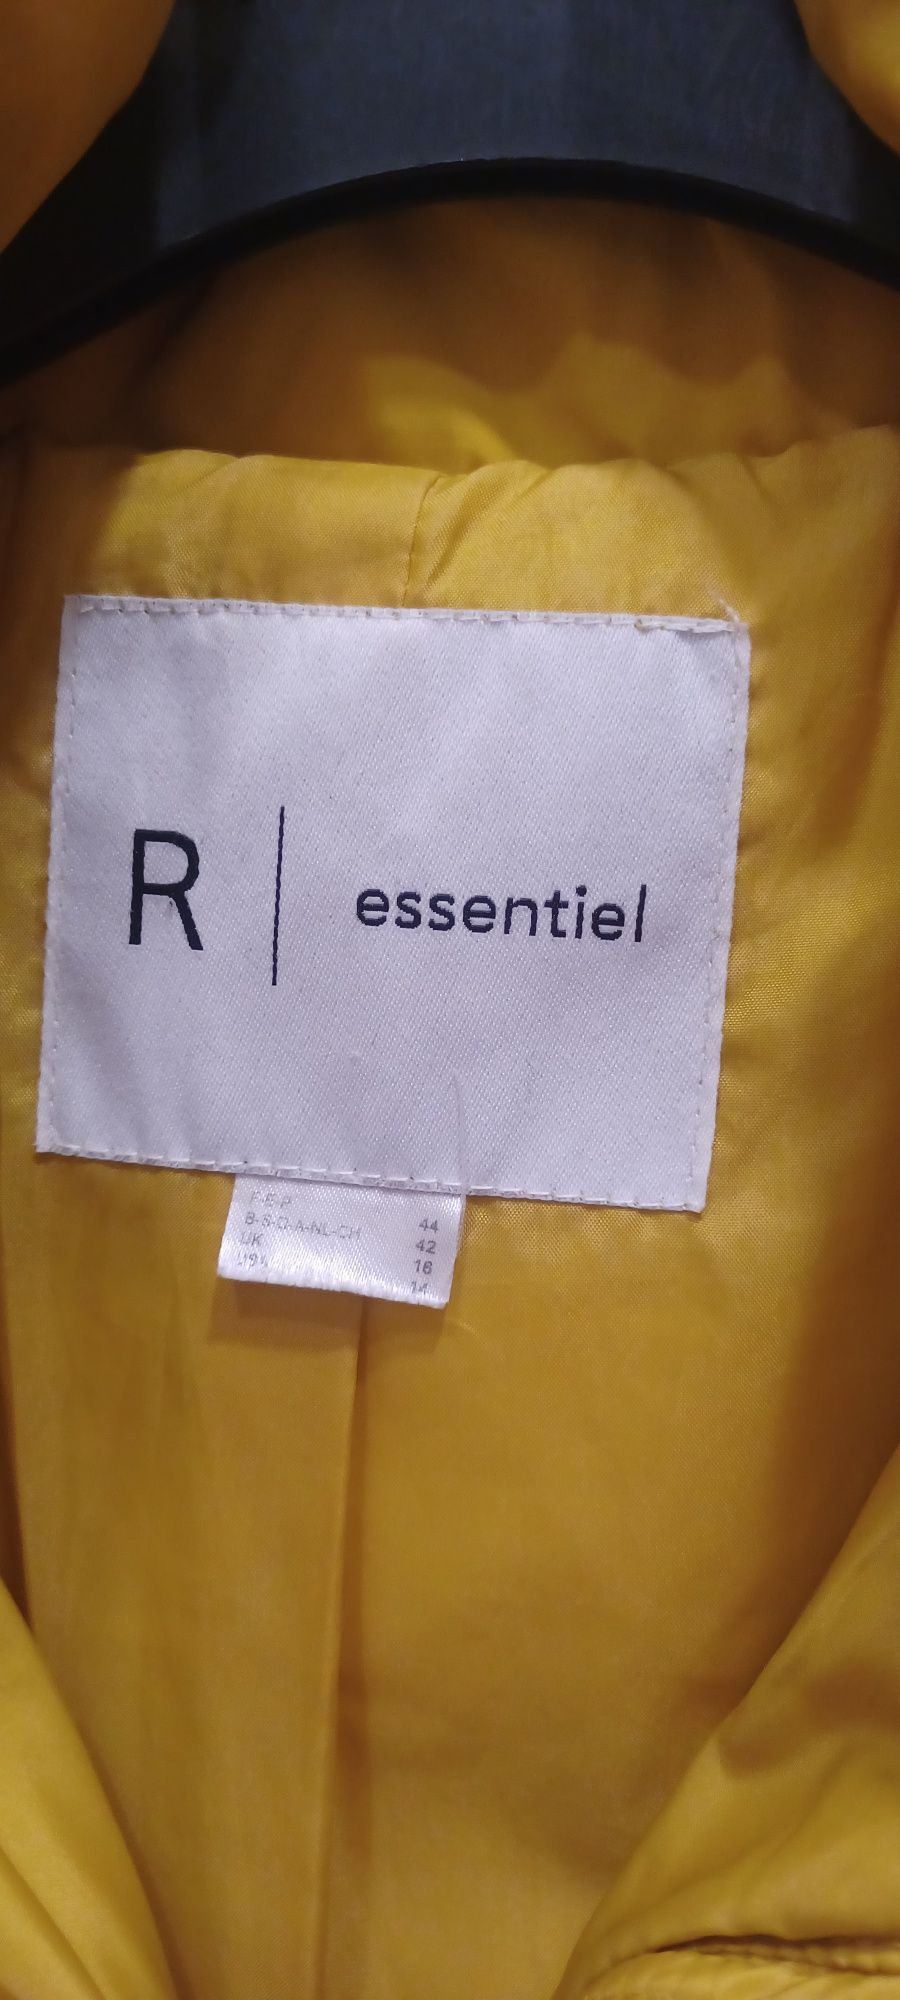 R | essentiel
F-E-P 44
B-S-D-A-NL-CH 42
UK 16
14